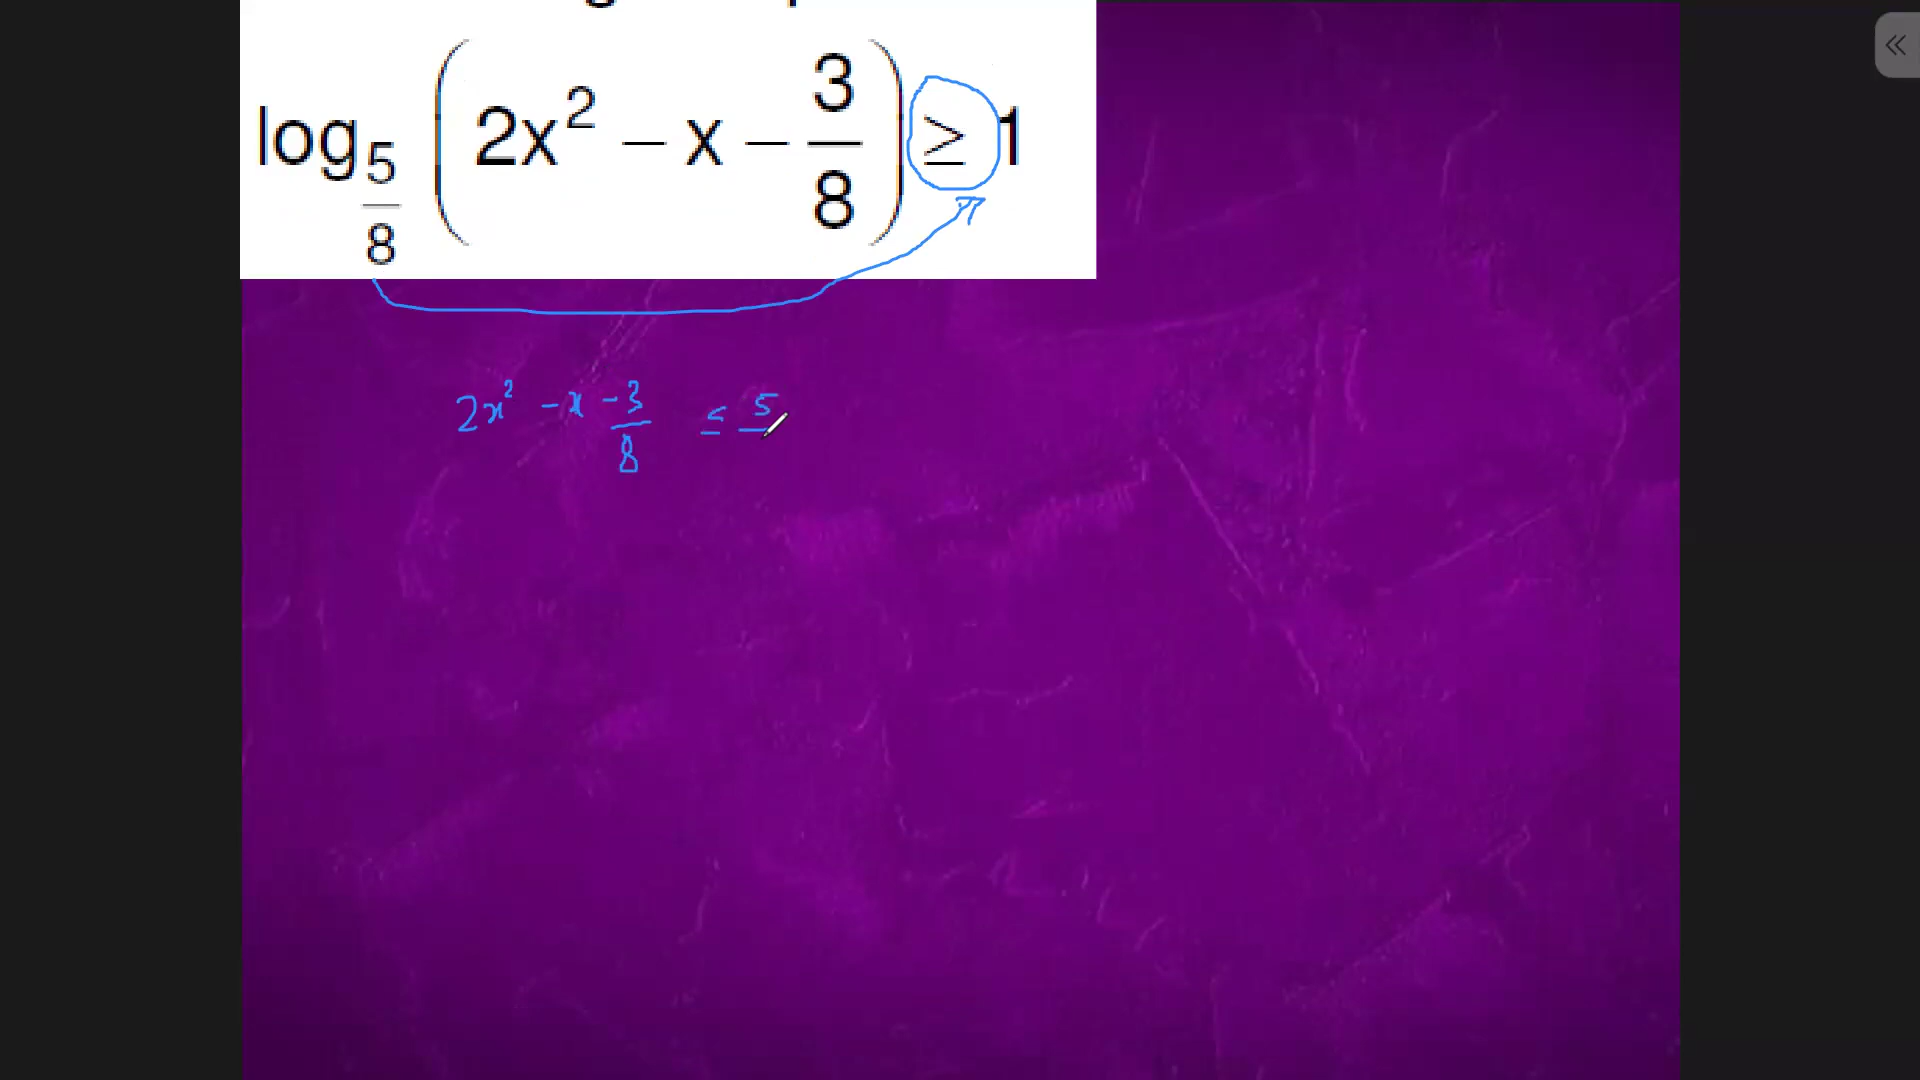 log_{5/8} (2x² − x − 3/8) ≥ 1
2x² − x − 3/8 ≤ 5